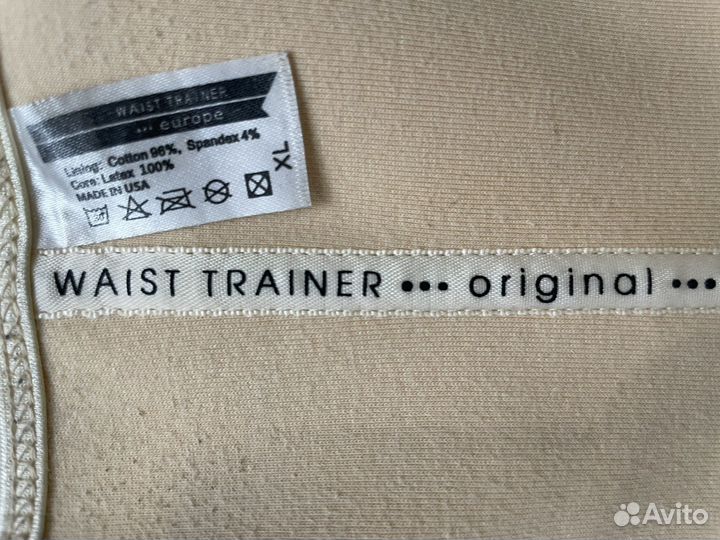 WAIST TRAINER
••• europe
Lining: Cotton 96%, Spandex 4%
Core: Latex 100%
MADE IN USA
XL
30
WAIST TRAINER ••• original •••
Avito